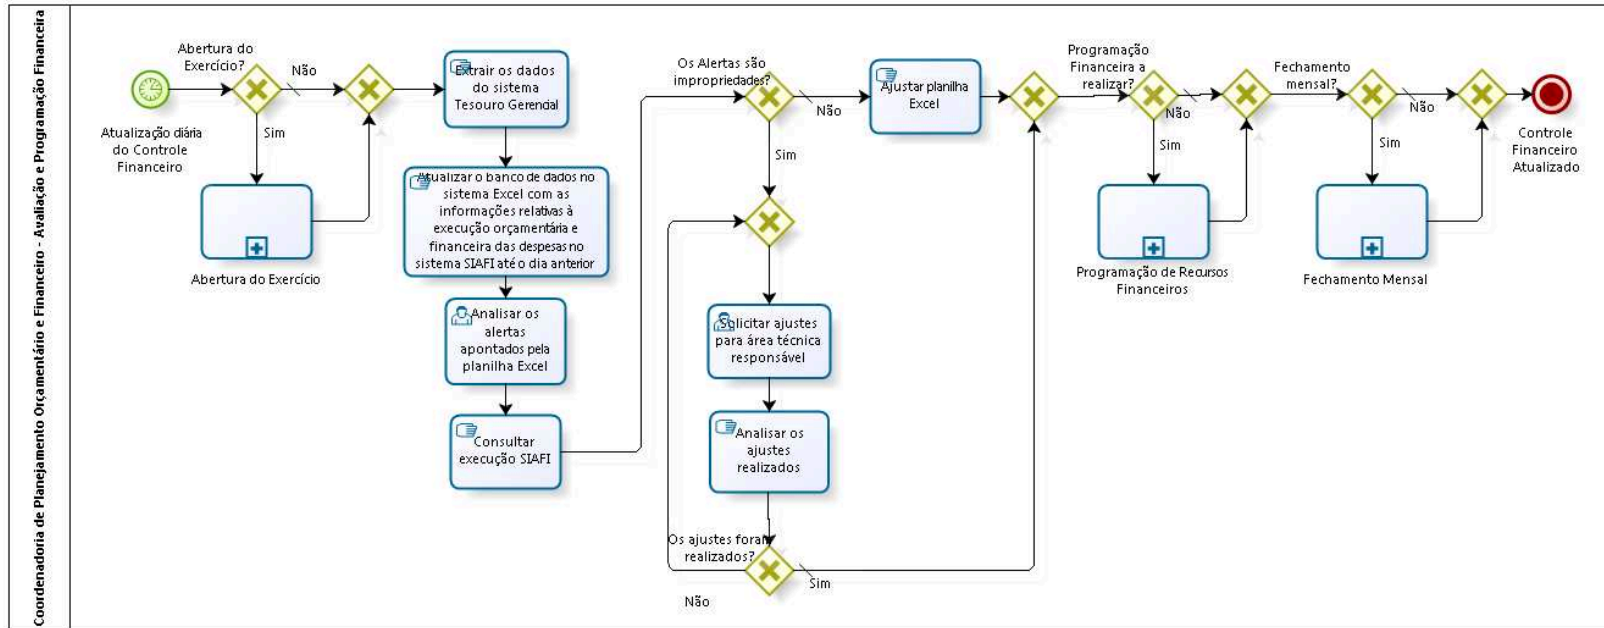 Coordenadoria de Planejamento Orçamentário e Financeiro - Avaliação e Programação Financeira
Abertura do
Exercício?
Não
Sim
Atualização diária
do Controle
Financeiro
Abertura do Exercício
Extrair os dados
do sistema
Tesouro Gerendal
Atualizar o banco de dados no
sistema Excel com as
informações relativas à
execução orçamentária e
financeira das despesas no
sistema SIAFI até o dia anterior
Analisar os
alertas
apontados pela
planilha Excel
Consultar
execução SIAFI
Os Alertas são
impropriedades?
Não
Sim
Ajustar planilha
Excel
Solicitar ajustes
para área técnica
responsável
Analisar os
ajustes
realizados
Os ajustes foram
realizados?
Sim
Não
Programação
Financeira a
realizar?
Não
Sim
Programação de Recursos
Financeiros
Fechamento
mensal?
Não
Sim
Fechamento Mensal
Controle
Financeiro
Atualizado